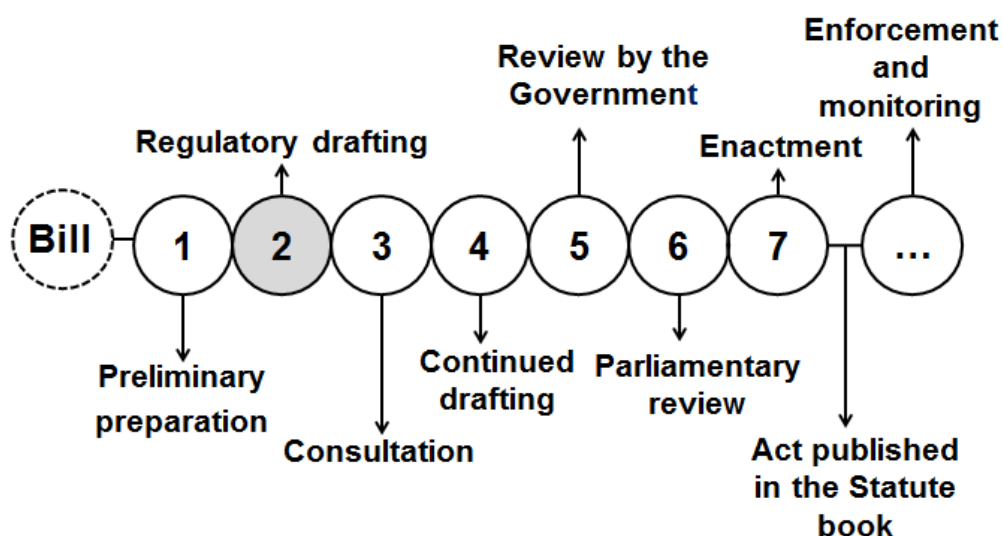 Enforcement
and
monitoring
Review by the
Government
Regulatory drafting
Enactment
Bill
1
2
3
4
5
6
7
...
Preliminary
preparation
Consultation
Continued
drafting
Parliamentary
review
Act published
in the Statute
book